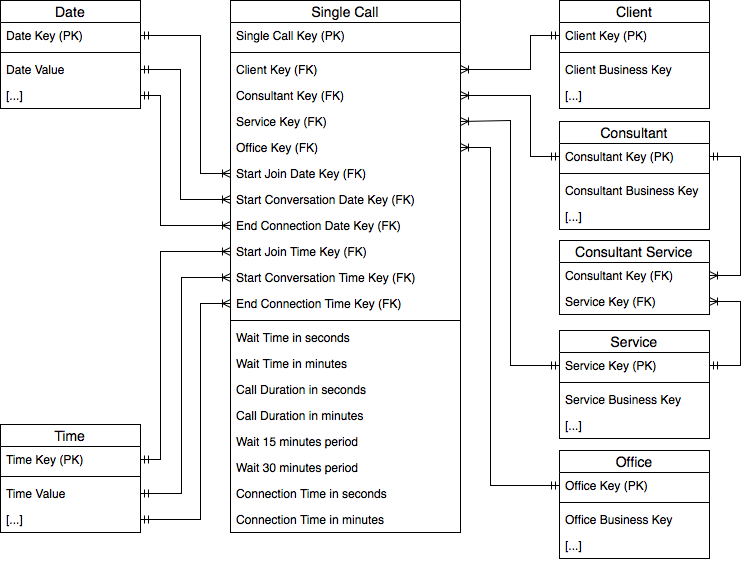 Date
Date Key (PK)
Date Value
[...]
Single Call
Single Call Key (PK)
Client Key (FK)
Consultant Key (FK)
Service Key (FK)
Office Key (FK)
Start Join Date Key (FK)
Start Conversation Date Key (FK)
End Connection Date Key (FK)
Start Join Time Key (FK)
Start Conversation Time Key (FK)
End Connection Time Key (FK)
Wait Time in seconds
Wait Time in minutes
Call Duration in seconds
Call Duration in minutes
Wait 15 minutes period
Wait 30 minutes period
Connection Time in seconds
Connection Time in minutes
Time
Time Key (PK)
Time Value
[...]
Client
Client Key (PK)
Client Business Key
[...]
Consultant
Consultant Key (PK)
Consultant Business Key
[...]
Consultant Service
Consultant Key (FK)
Service Key (FK)
Service
Service Key (PK)
Service Business Key
[...]
Office
Office Key (PK)
Office Business Key
[...]